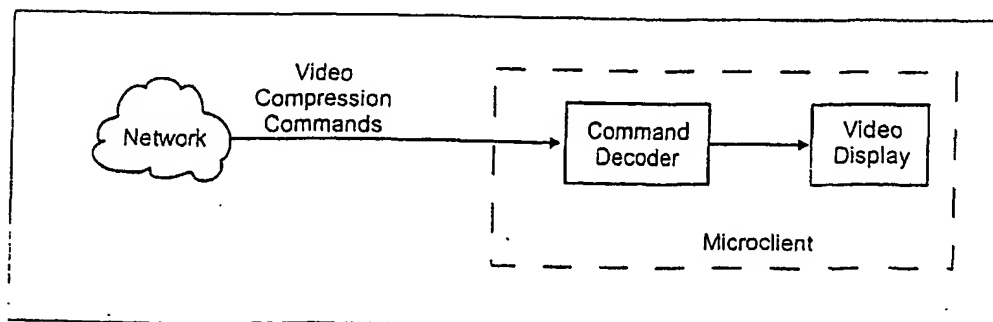 Video
Compression
Commands
Network
Command
Decoder
Video
Display
Microclient